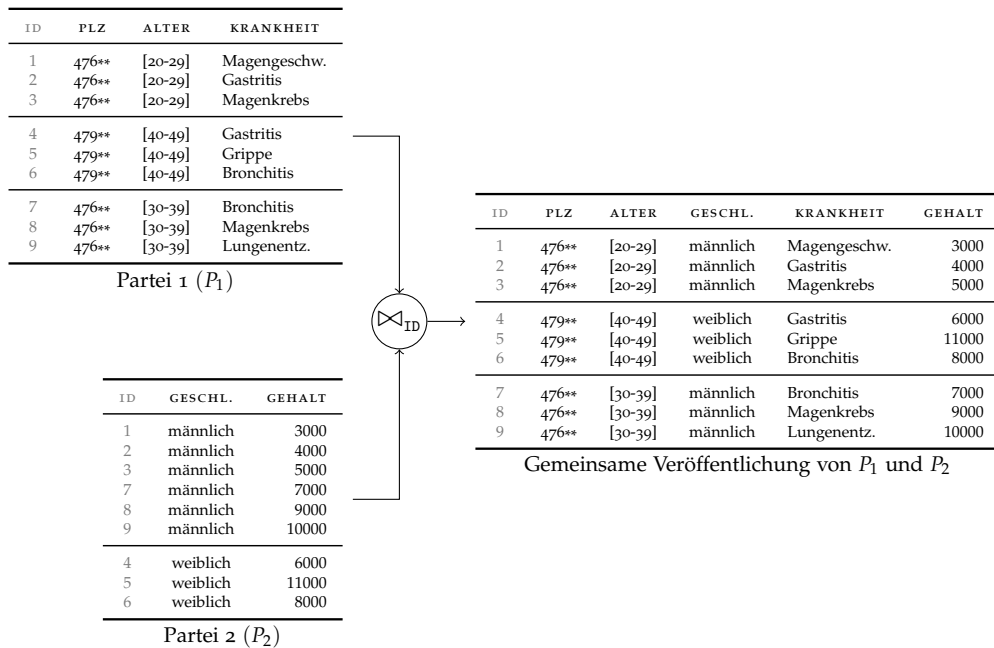 ID PLZ ALTER KRANKHEIT
1 476** [20-29] Magengeschw.
2 476** [20-29] Gastritis
3 476** [20-29] Magenkrebs
4 479** [40-49] Gastritis
5 479** [40-49] Grippe
6 479** [40-49] Bronchitis
7 476** [30-39] Bronchitis
8 476** [30-39] Magenkrebs
9 476** [30-39] Lungenentz.
Partei 1 (P₁)
⋈ID
ID GESCHL. GEHALT
1 männlich 3000
2 männlich 4000
3 männlich 5000
7 männlich 7000
8 männlich 9000
9 männlich 10000
4 weiblich 6000
5 weiblich 11000
6 weiblich 8000
Partei 2 (P₂)
ID PLZ ALTER GESCHL. KRANKHEIT GEHALT
1 476** [20-29] männlich Magengeschw. 3000
2 476** [20-29] männlich Gastritis 4000
3 476** [20-29] männlich Magenkrebs 5000
4 479** [40-49] weiblich Gastritis 6000
5 479** [40-49] weiblich Grippe 11000
6 479** [40-49] weiblich Bronchitis 8000
7 476** [30-39] männlich Bronchitis 7000
8 476** [30-39] männlich Magenkrebs 9000
9 476** [30-39] männlich Lungenentz. 10000
Gemeinsame Veröffentlichung von P₁ und P₂